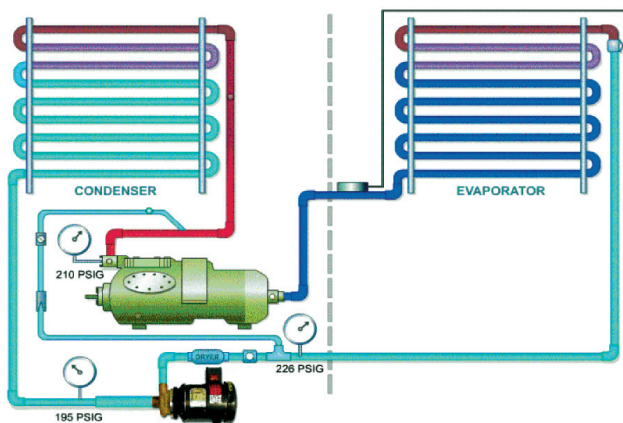 CONDENSER
EVAPORATOR
210 PSIG
DRYER
226 PSIG
195 PSIG